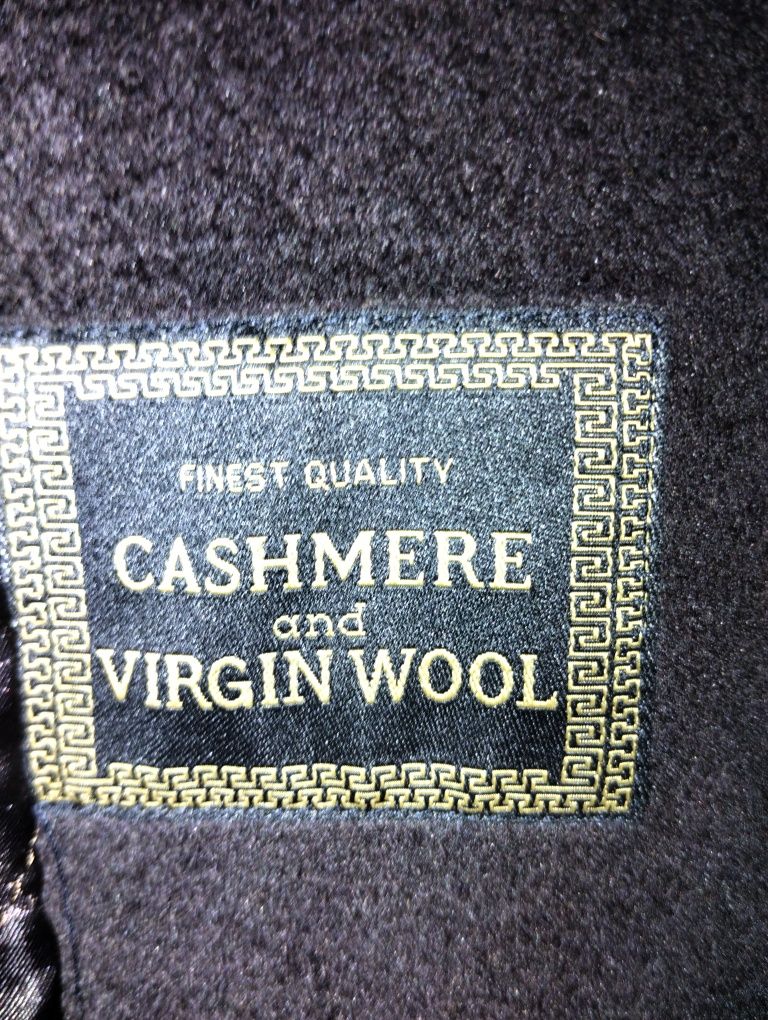 FINEST QUALITY
CASHMERE
and
VIRGIN WOOL